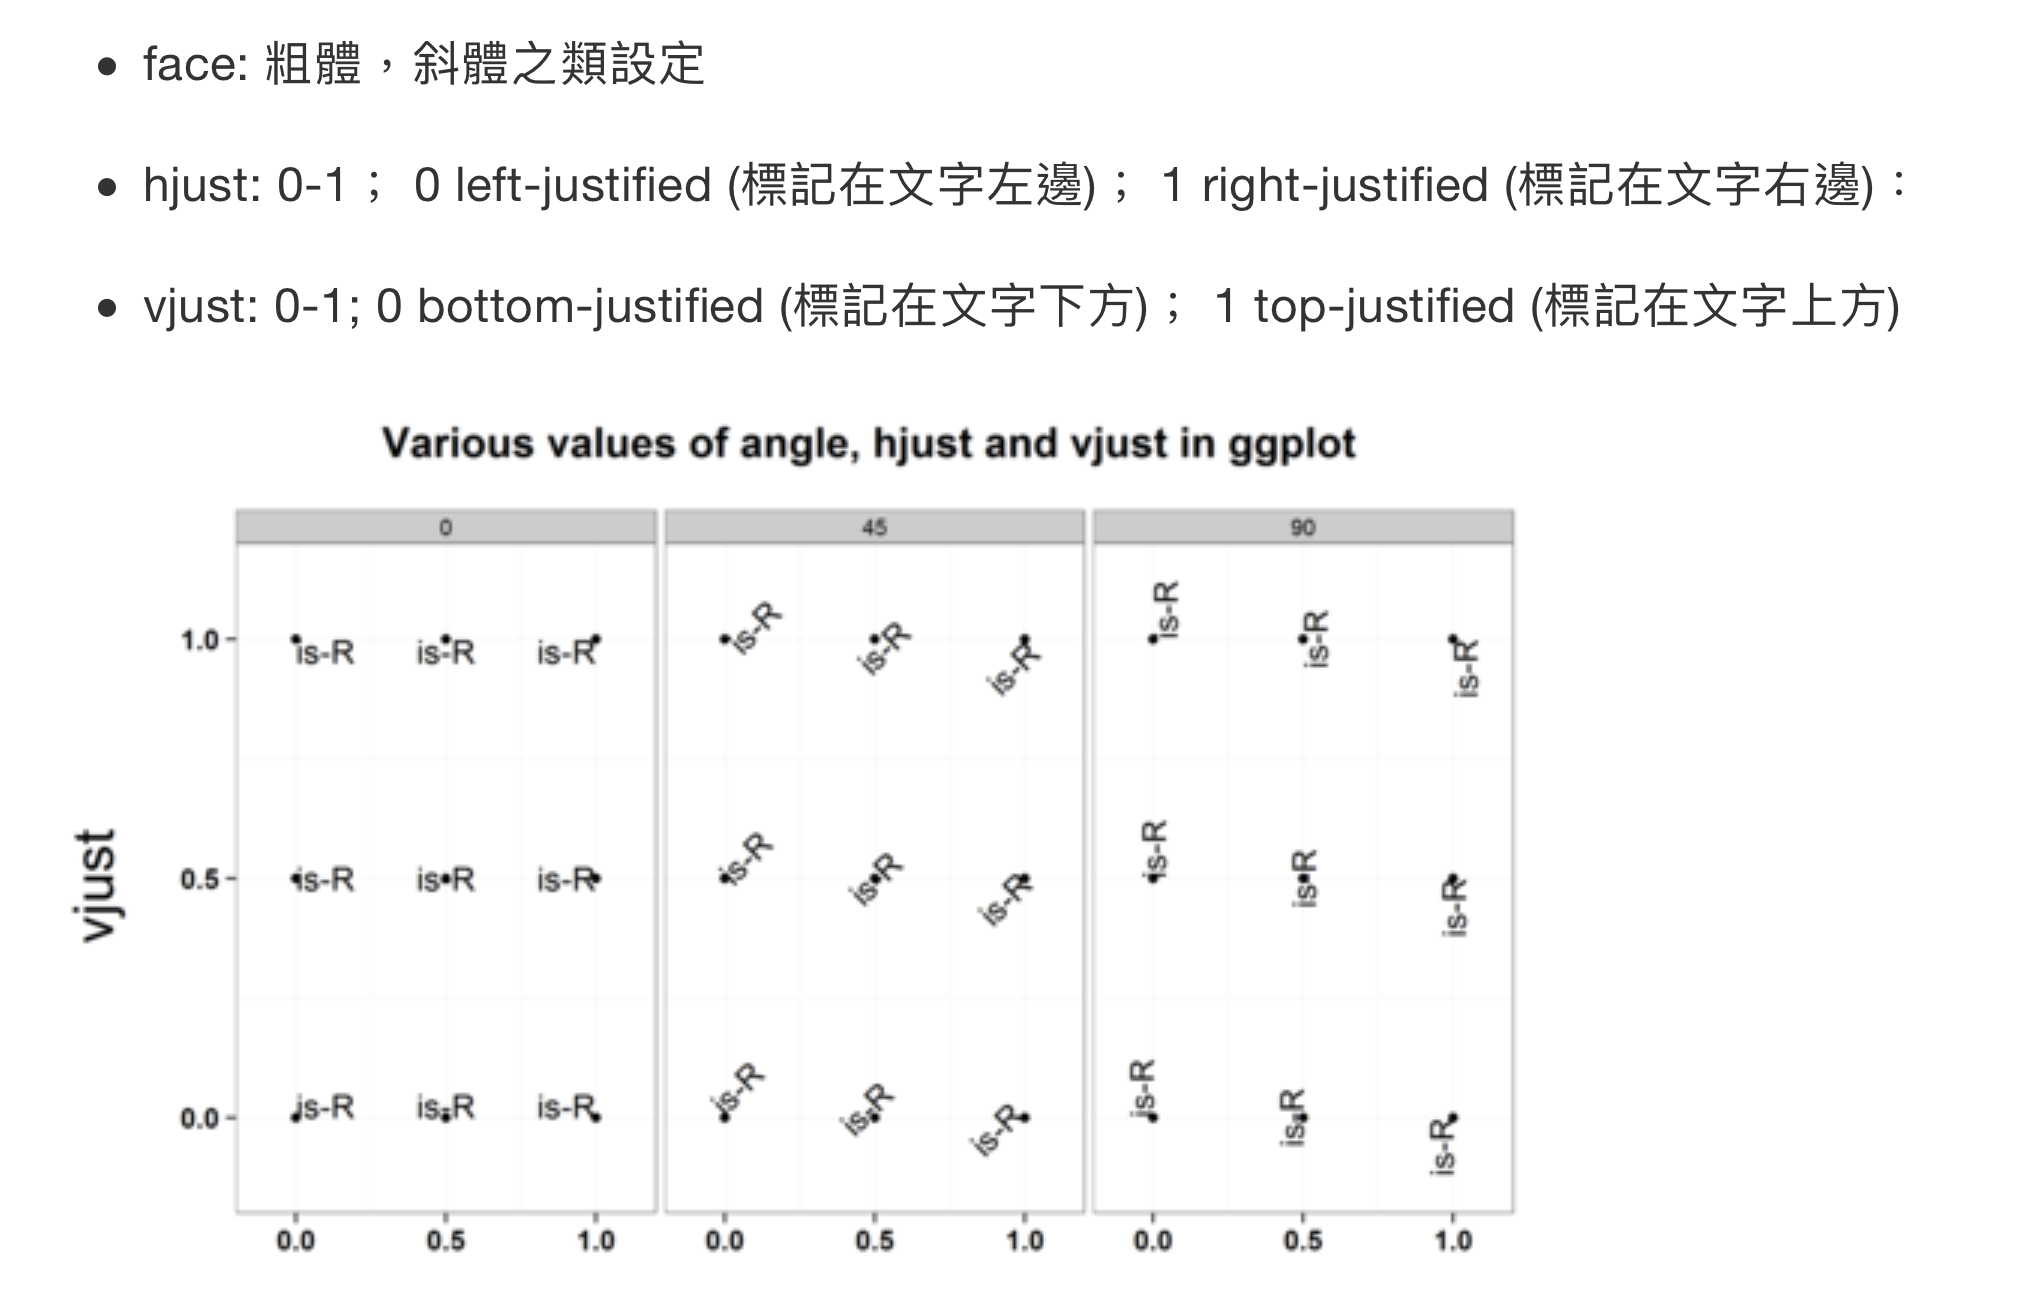 face: 粗體，斜體之類設定
hjust: 0-1； 0 left-justified (標記在文字左邊)； 1 right-justified (標記在文字右邊)：
vjust: 0-1; 0 bottom-justified (標記在文字下方)； 1 top-justified (標記在文字上方)
Various values of angle, hjust and vjust in ggplot
0 45 90
1.0 is-R is-R is-R is-R is-R is-R is-R is-R is-R
vjust
0.5 is-R is-R is-R is-R is-R is-R is-R is-R is-R
0.0 is-R is-R is-R is-R is-R is-R is-R is-R is-R
0.0 0.5 1.0 0.0 0.5 1.0 0.0 0.5 1.0